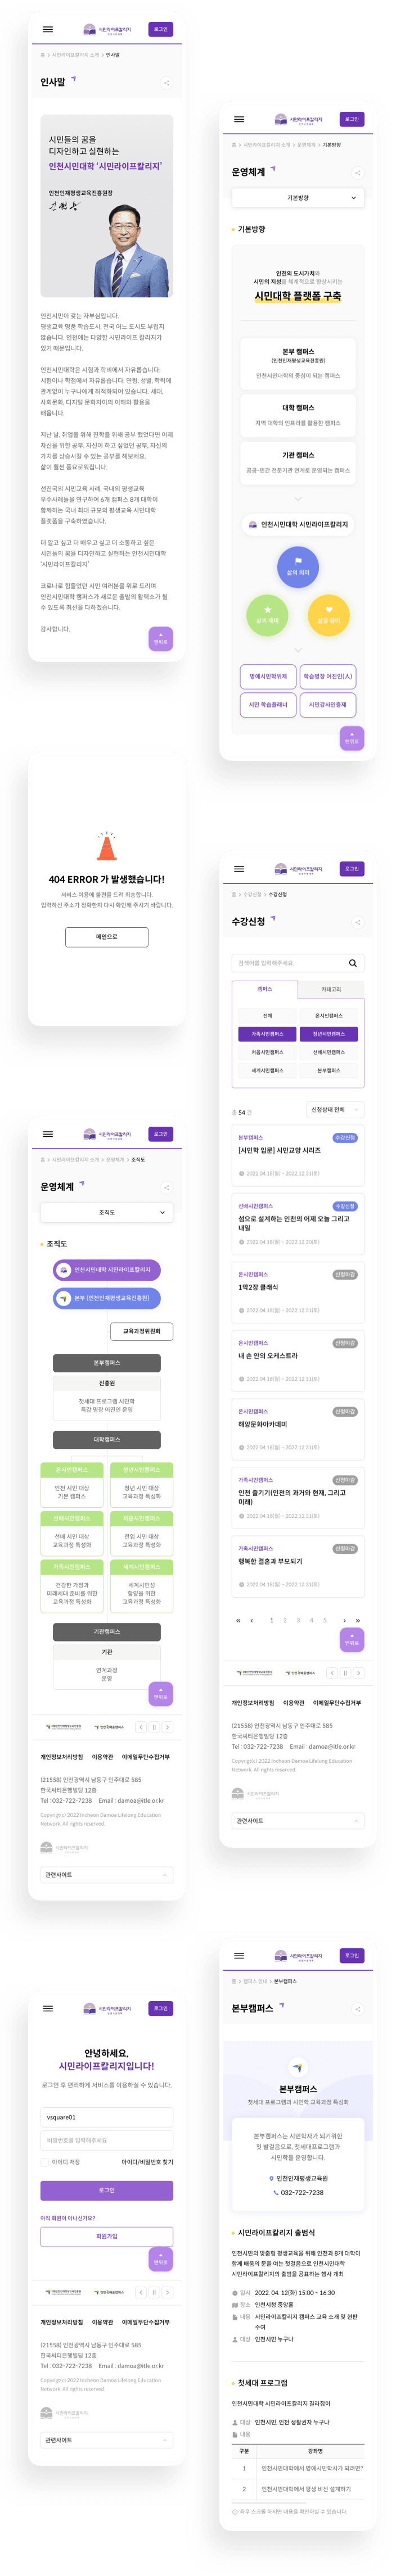 시민라이프칼리지
로그인
홈 > 시민라이프칼리지 소개 > 인사말
인사말
시민들의 꿈을
디자인하고 실현하는
인천시민대학 '시민라이프칼리지'
인천인재평생교육진흥원장
인천시민이 갖는 자부심입니다.
평생교육 명품 학습도시, 전국 어느 도시도 부럽지
않습니다. 인천에는 다양한 시민라이프 칼리지가
있기 때문입니다.
인천시민대학은 시험과 학비에서 자유롭습니다.
시험이나 학점에서 자유롭습니다. 연령, 성별, 학력에
관계없이 누구나에게 최적화되어 있습니다. 세대,
사회문화, 디지털 문화차이의 이해와 활용을
배웁니다.
지난 날, 취업을 위해 진학을 위해 공부 했었다면 이제
자신을 위한 공부, 자신이 하고 싶었던 공부, 자신의
가치를 상승시킬 수 있는 공부를 해보세요.
삶이 훨씬 풍요로워집니다.
선진국의 시민교육 사례, 국내의 평생교육
우수사례들을 연구하여 6개 캠퍼스 8개 대학이
함께하는 국내 최대 규모의 평생교육 시민대학
플랫폼을 구축하였습니다.
더 알고 싶고 더 배우고 싶고 더 소통하고 싶은
시민들의 꿈을 디자인하고 실현하는 인천시민대학
'시민라이프칼리지'
코로나로 힘들었던 시민 여러분을 위로 드리며
인천시민대학 캠퍼스가 새로운 출발의 활력소가 될
수 있도록 최선을 다하겠습니다.
감사합니다.
맨위로
시민라이프칼리지
로그인
홈 > 시민라이프칼리지 소개 > 운영체계 > 기본방향
운영체계
기본방향
기본방향
인천의 도시가치와
시민의 지성을 체계적으로 향상시키는
시민대학 플랫폼 구축
본부 캠퍼스
(인천인재평생교육진흥원)
인천시민대학의 중심이 되는 캠퍼스
대학 캠퍼스
지역 대학의 인프라를 활용한 캠퍼스
기관 캠퍼스
공공·민간 전문기관 연계로 운영되는 캠퍼스
인천시민대학 시민라이프칼리지
삶의 의미
삶의 재미
삶의 깊이
명예시민학위제
학습명장 어진인(人)
시민 학습플래너
시민강사인증제
맨위로
404 ERROR 가 발생했습니다!
서비스 이용에 불편을 드려 죄송합니다.
입력하신 주소가 정확한지 다시 확인해 주시기 바랍니다.
메인으로
시민라이프칼리지
로그인
홈 > 수강신청 > 수강신청
수강신청
검색어를 입력해주세요.
캠퍼스
카테고리
전체
온시민캠퍼스
가족시민캠퍼스
청년시민캠퍼스
처음시민캠퍼스
선배시민캠퍼스
세계시민캠퍼스
본부캠퍼스
총 54 건
신청상태 전체
본부캠퍼스
수강신청
[시민학 입문] 시민교양 시리즈
2022.04.18(월) ~ 2022.12.31(토)
선배시민캠퍼스
수강신청
섬으로 설계하는 인천의 어제 오늘 그리고
내일
2022.04.18(월) ~ 2022.12.30(토)
온시민캠퍼스
신청마감
1막2장 클래식
2022.04.18(월) ~ 2022.12.31(토)
온시민캠퍼스
신청마감
내 손 안의 오케스트라
2022.04.18(월) ~ 2022.12.31(토)
온시민캠퍼스
신청마감
해양문화아카데미
2022.04.18(월) ~ 2022.12.31(토)
가족시민캠퍼스
신청마감
인천 즐기기(인천의 과거와 현재, 그리고
미래)
2022.04.18(월) ~ 2022.12.31(토)
가족시민캠퍼스
신청마감
행복한 결혼과 부모되기
2022.04.18(월) ~ 2022.12.31(토)
« ‹ 1 2 3 4 5 › »
맨위로
개인정보처리방침 이용약관 이메일무단수집거부
(21558) 인천광역시 남동구 인주대로 585
한국씨티은행빌딩 12층
Tel : 032-722-7238 Email : damoa@itle.or.kr
Copyright(c) 2022 Incheon Damoa Lifelong Education
Network. All rights reserved.
시민라이프칼리지
관련사이트
시민라이프칼리지
로그인
홈 > 시민라이프칼리지 소개 > 운영체계 > 조직도
운영체계
조직도
조직도
인천시민대학 시민라이프칼리지
본부 (인천인재평생교육진흥원)
교육과정위원회
본부캠퍼스
진흥원
첫세대 프로그램 시민학
특강 명장 어진인 운영
대학캠퍼스
온시민캠퍼스
인천 시민 대상
기본 캠퍼스
청년시민캠퍼스
청년 시민 대상
교육과정 특성화
선배시민캠퍼스
선배 시민 대상
교육과정 특성화
처음시민캠퍼스
전입 시민 대상
교육과정 특성화
가족시민캠퍼스
건강한 가정과
미래세대 준비를 위한
교육과정 특성화
세계시민캠퍼스
세계시민성
함양을 위한
교육과정 특성화
기관캠퍼스
기관
연계과정
운영
맨위로
개인정보처리방침 이용약관 이메일무단수집거부
(21558) 인천광역시 남동구 인주대로 585
한국씨티은행빌딩 12층
Tel : 032-722-7238 Email : damoa@itle.or.kr
Copyright(c) 2022 Incheon Damoa Lifelong Education
Network. All rights reserved.
시민라이프칼리지
관련사이트
시민라이프칼리지
로그인
안녕하세요,
시민라이프칼리지입니다!
로그인 후 편리하게 서비스를 이용하실 수 있습니다.
vsquare01
비밀번호를 입력해주세요
아이디 저장
아이디/비밀번호 찾기
로그인
아직 회원이 아니신가요?
회원가입
맨위로
개인정보처리방침 이용약관 이메일무단수집거부
(21558) 인천광역시 남동구 인주대로 585
한국씨티은행빌딩 12층
Tel : 032-722-7238 Email : damoa@itle.or.kr
Copyright(c) 2022 Incheon Damoa Lifelong Education
Network. All rights reserved.
시민라이프칼리지
관련사이트
시민라이프칼리지
로그인
홈 > 캠퍼스 안내 > 본부캠퍼스
본부캠퍼스
본부캠퍼스
첫세대 프로그램과 시민학 교육과정 특성화
본부캠퍼스는 시민학자가 되기위한
첫 발걸음으로, 첫세대프로그램과
시민학을 운영합니다.
인천인재평생교육원
032-722-7238
시민라이프칼리지 출범식
인천시민의 맞춤형 평생교육을 위해 인천과 8개 대학이
함께 배움의 문을 여는 첫걸음으로 인천시민대학
시민라이프칼리지의 출범을 공표하는 행사 개최
일시 2022. 04. 12(화) 15:00 ~ 16:30
장소 인천시청 중앙홀
내용 시민라이프칼리지 캠퍼스 교육 소개 및 현판
수여
대상 인천시민 누구나
첫세대 프로그램
인천시민대학 시민라이프칼리지 길라잡이
대상 인천시민, 인천 생활권자 누구나
내용
구분 강좌명
1 인천시민대학에서 명예시민학사가 되려면?
2 인천시민대학에서 평생 비전 설계하기
좌우 스크롤 하시면 내용을 확인하실 수 있습니다.